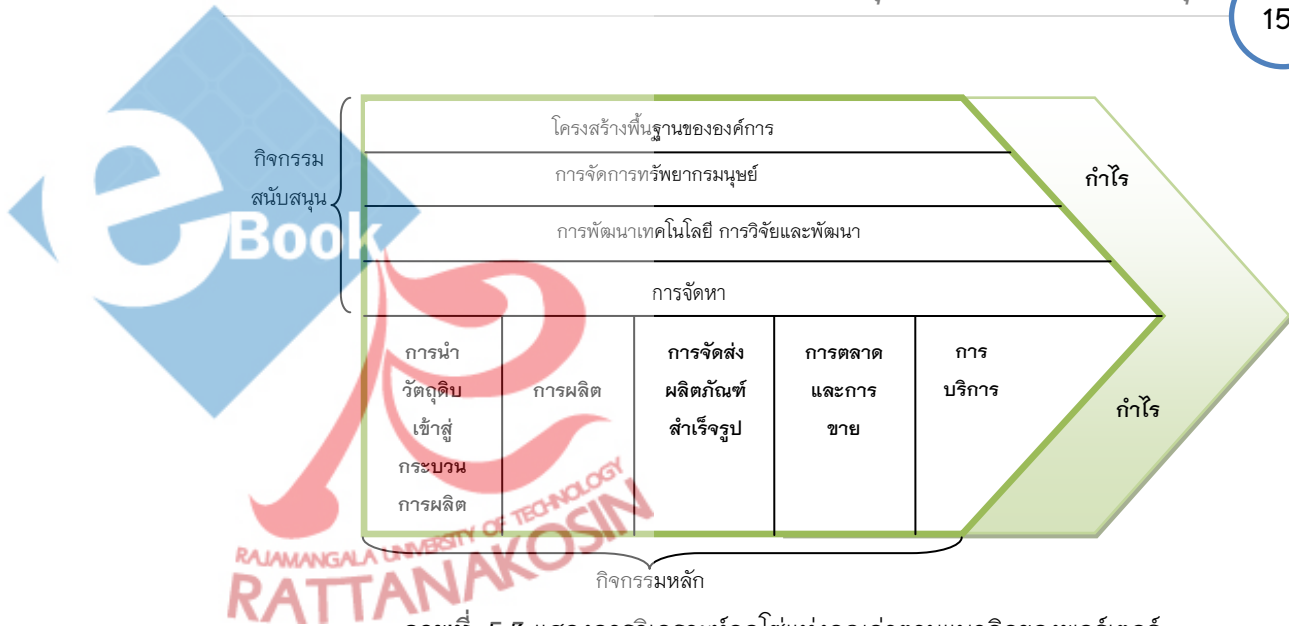 15
โครงสร้างพื้นฐานขององค์การ
กิจกรรม
สนับสนุน
การจัดการทรัพยากรมนุษย์
กำไร
การพัฒนาเทคโนโลยี การวิจัยและพัฒนา
การจัดหา
การนำ
วัตถุดิบ
เข้าสู่
กระบวน
การผลิต
การผลิต
การจัดส่ง
ผลิตภัณฑ์
สำเร็จรูป
การตลาด
และการ
ขาย
การ
บริการ
กำไร
กิจกรรมหลัก
eBook
RAJAMANGALA UNIVERSITY OF TECHNOLOGY
RATTANAKOSIN